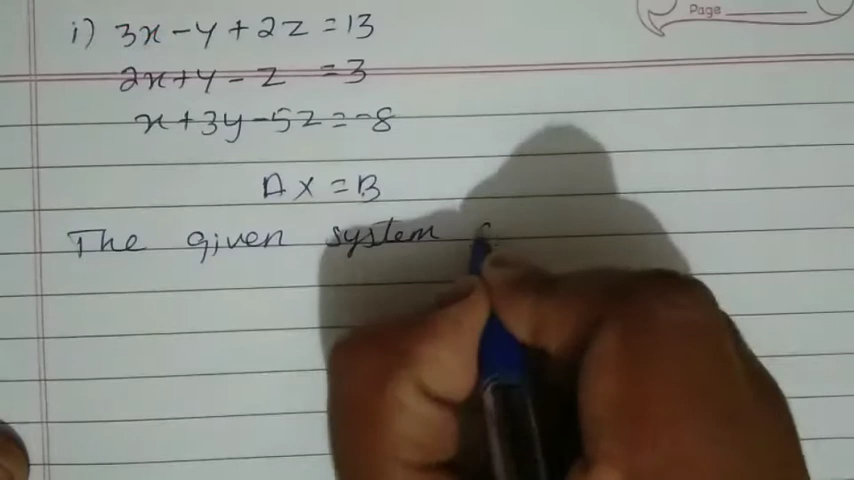 Page
i) 3x - y + 2z = 13
2x + y - z = 3
x + 3y - 5z = -8
AX = B
The given system